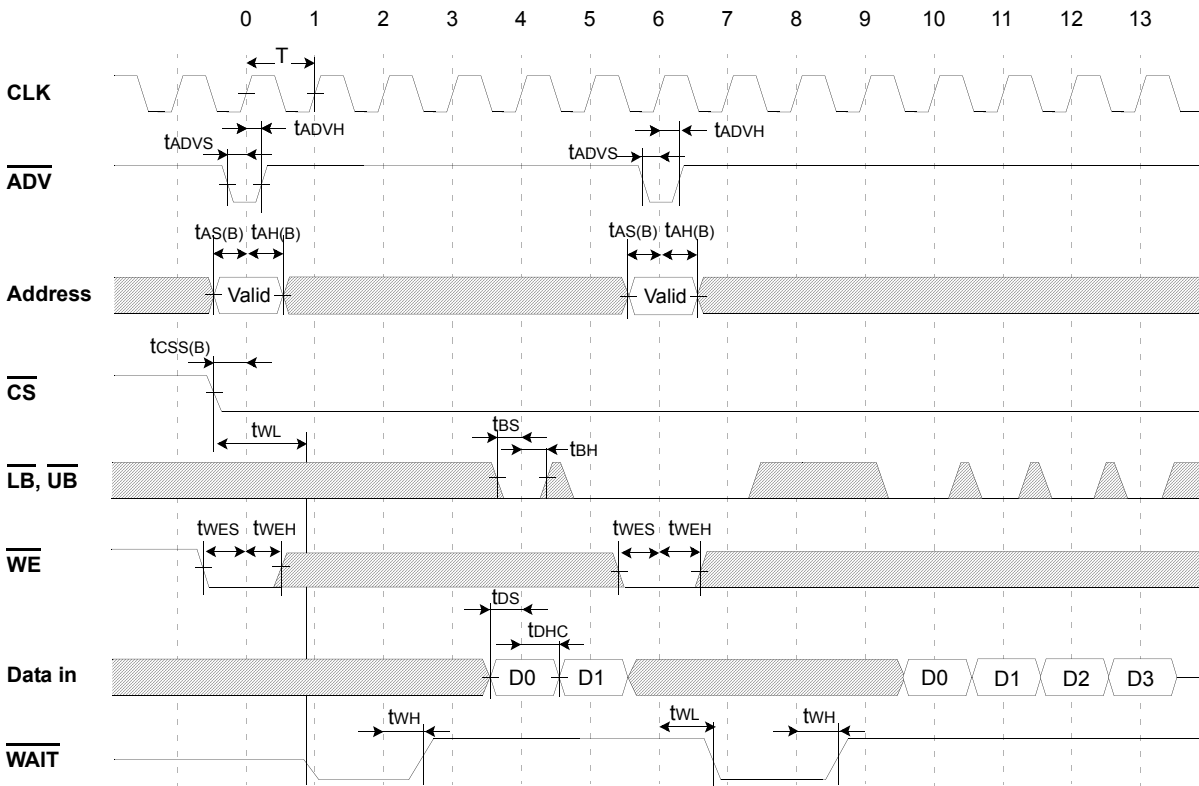 0 1 2 3 4 5 6 7 8 9 10 11 12 13
T
CLK
tADVH
tADVH
tADVS
tADVS
ADV
tAS(B) tAH(B)
tAS(B) tAH(B)
Address
Valid
Valid
tCSS(B)
CS
tWL
tBS
tBH
LB, UB
tWES tWEH
tWES tWEH
WE
tDS
tDHC
Data in
D0 D1
D0 D1 D2 D3
tWH
tWL
tWH
WAIT